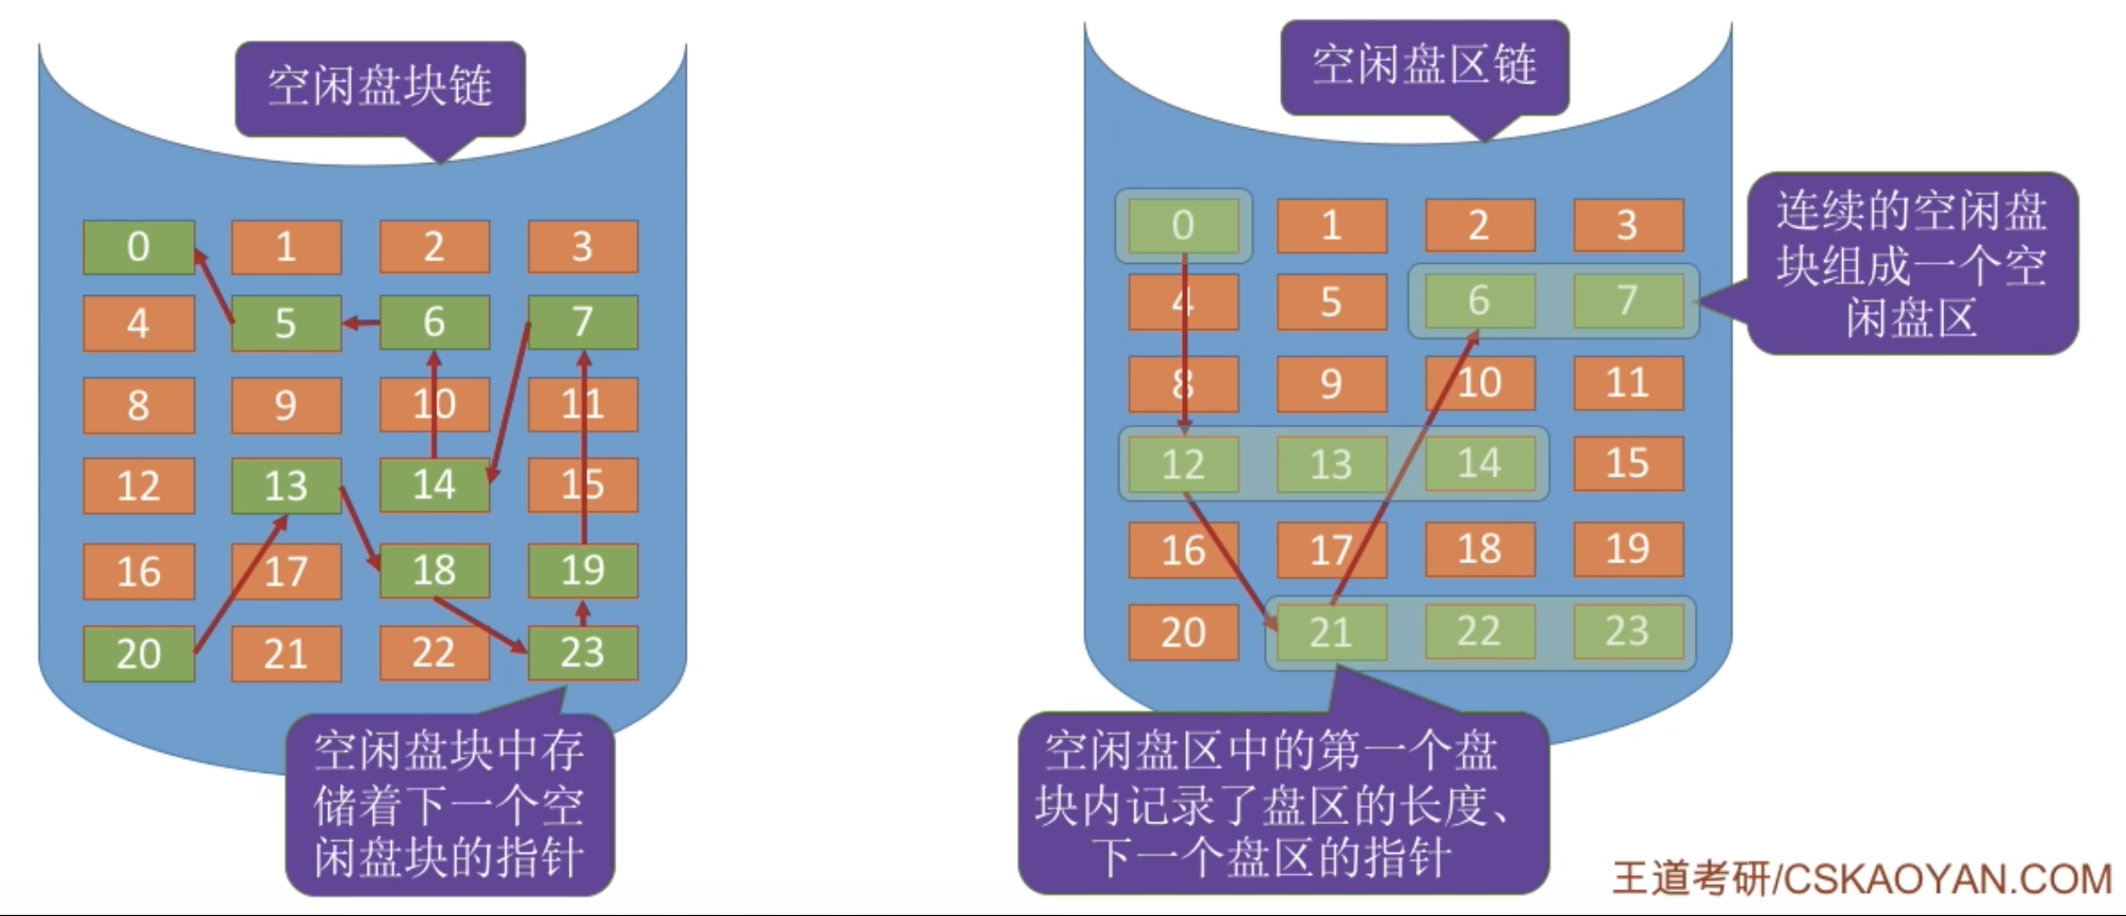 空闲盘块链
0 1 2 3
4 5 6 7
8 9 10 11
12 13 14 15
16 17 18 19
20 21 22 23
空闲盘块中存
储着下一个空
闲盘块的指针
空闲盘区链
0 1 2 3
4 5 6 7
8 9 10 11
12 13 14 15
16 17 18 19
20 21 22 23
连续的空闲盘
块组成一个空
闲盘区
空闲盘区中的第一个盘
块内记录了盘区的长度、
下一个盘区的指针
王道考研/CSKAOYAN.COM